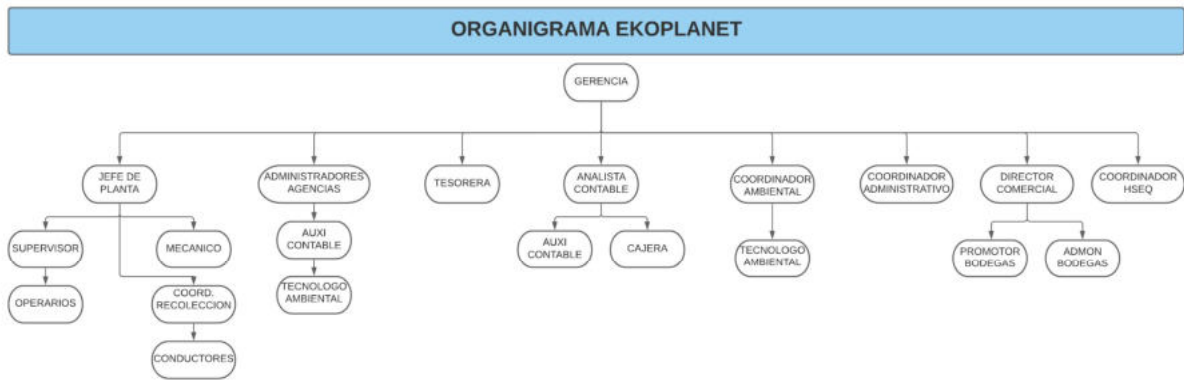 ORGANIGRAMA EKOPLANET
GERENCIA
JEFE DE
PLANTA
ADMINISTRADORES
AGENCIAS
TESORERA
ANALISTA
CONTABLE
COORDINADOR
AMBIENTAL
COORDINADOR
ADMINISTRATIVO
DIRECTOR
COMERCIAL
COORDINADOR
HSEQ
SUPERVISOR
MECANICO
AUXI
CONTABLE
AUXI
CONTABLE
CAJERA
TECNOLOGO
AMBIENTAL
PROMOTOR
BODEGAS
ADMON
BODEGAS
OPERARIOS
COORD.
RECOLECCION
TECNOLOGO
AMBIENTAL
CONDUCTORES